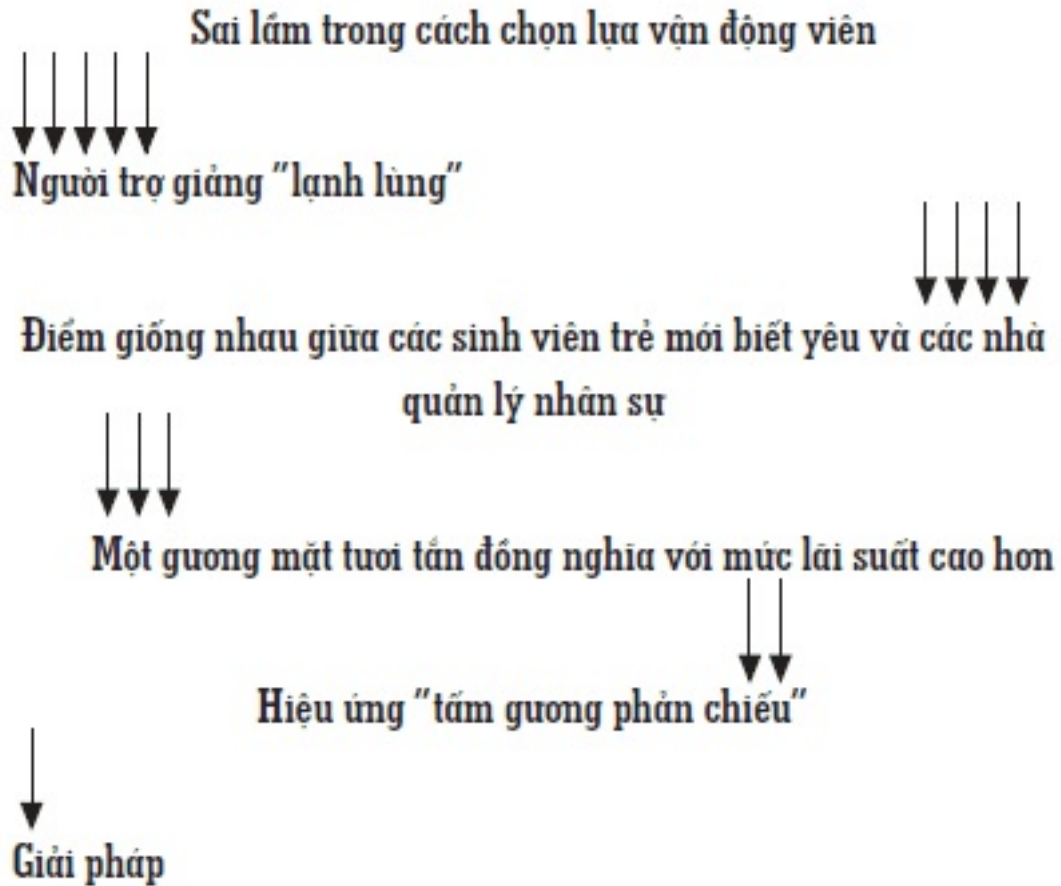 Sai lầm trong cách chọn lựa vận động viên
Người trợ giảng "lạnh lùng"
Điểm giống nhau giữa các sinh viên trẻ mới biết yêu và các nhà
quản lý nhân sự
Một gương mặt tươi tắn đồng nghĩa với mức lãi suất cao hơn
Hiệu ứng "tấm gương phản chiếu"
Giải pháp